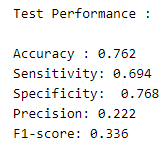 Test Performance :
Accuracy : 0.762
Sensitivity: 0.694
Specificity:  0.768
Precision: 0.222
F1-score: 0.336